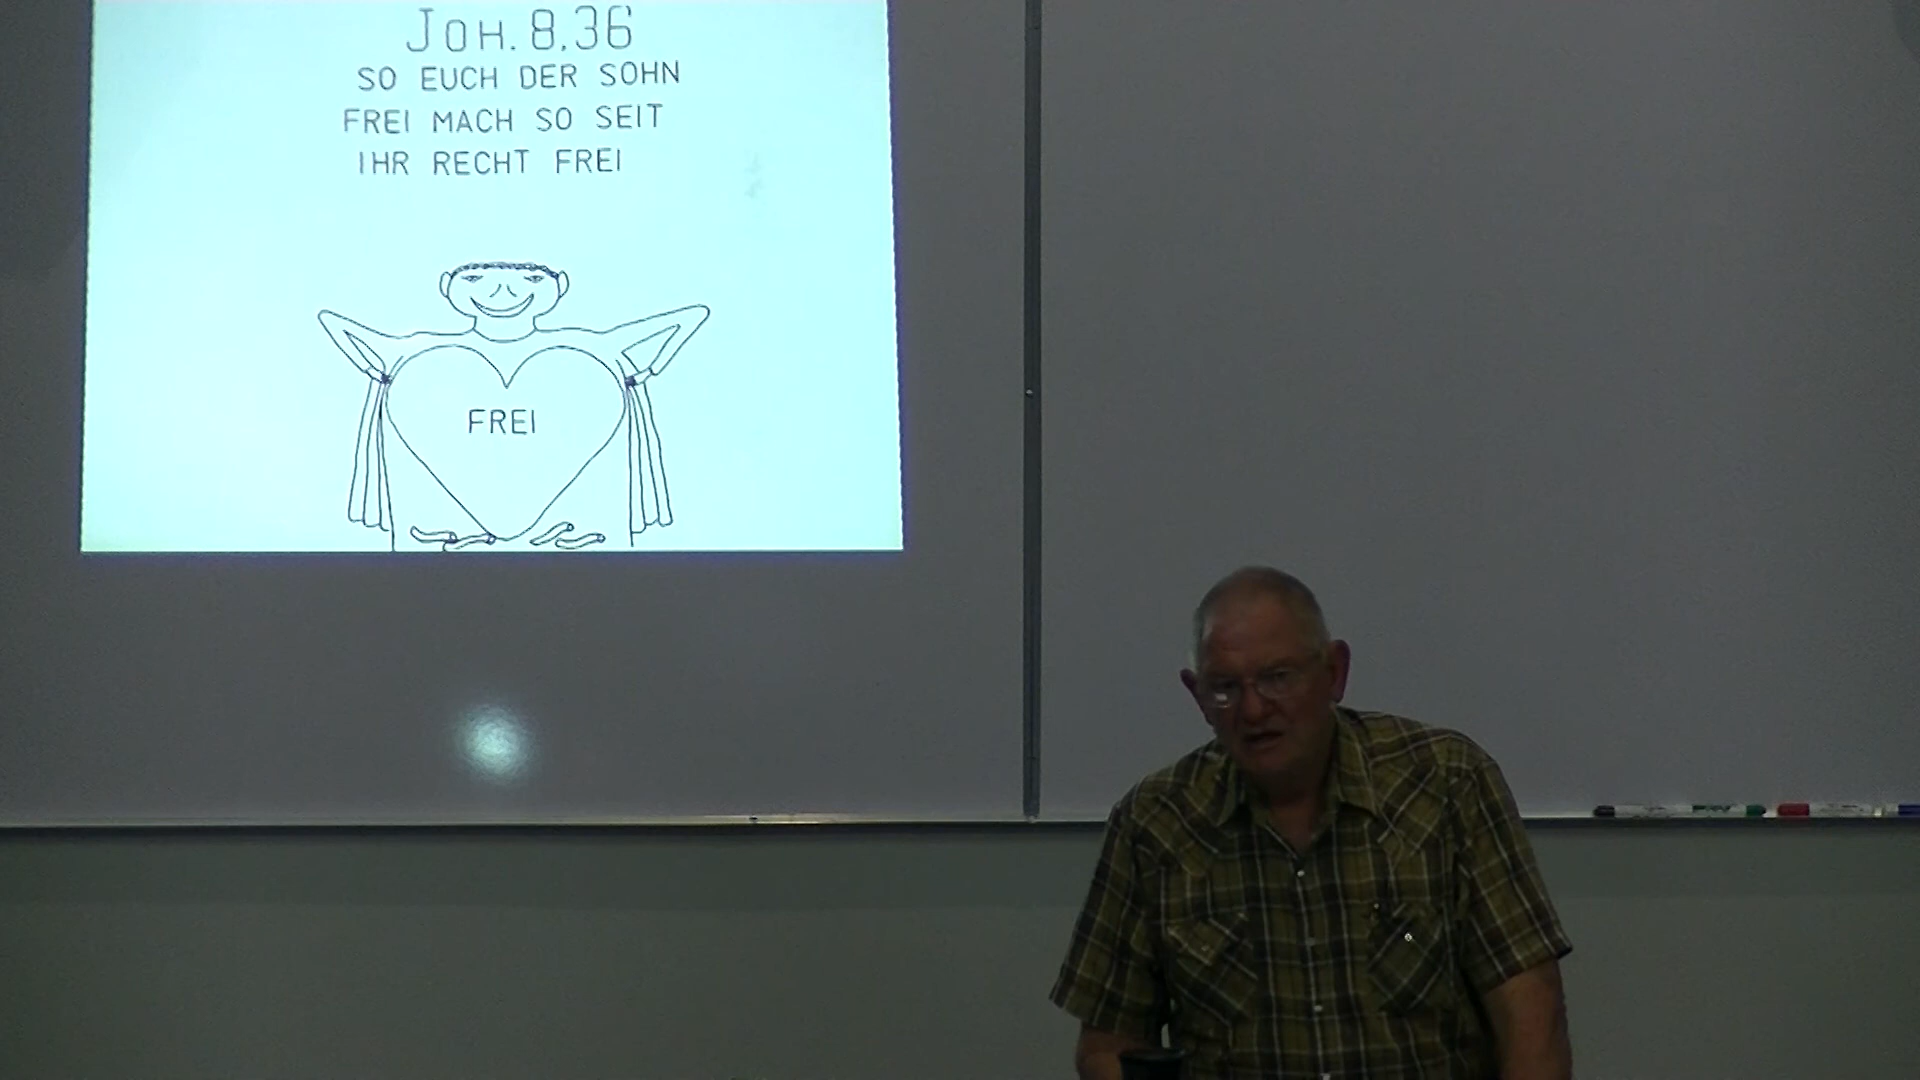 JOH. 8,36
SO EUCH DER SOHN
FREI MACH SO SEIT
IHR RECHT FREI
FREI